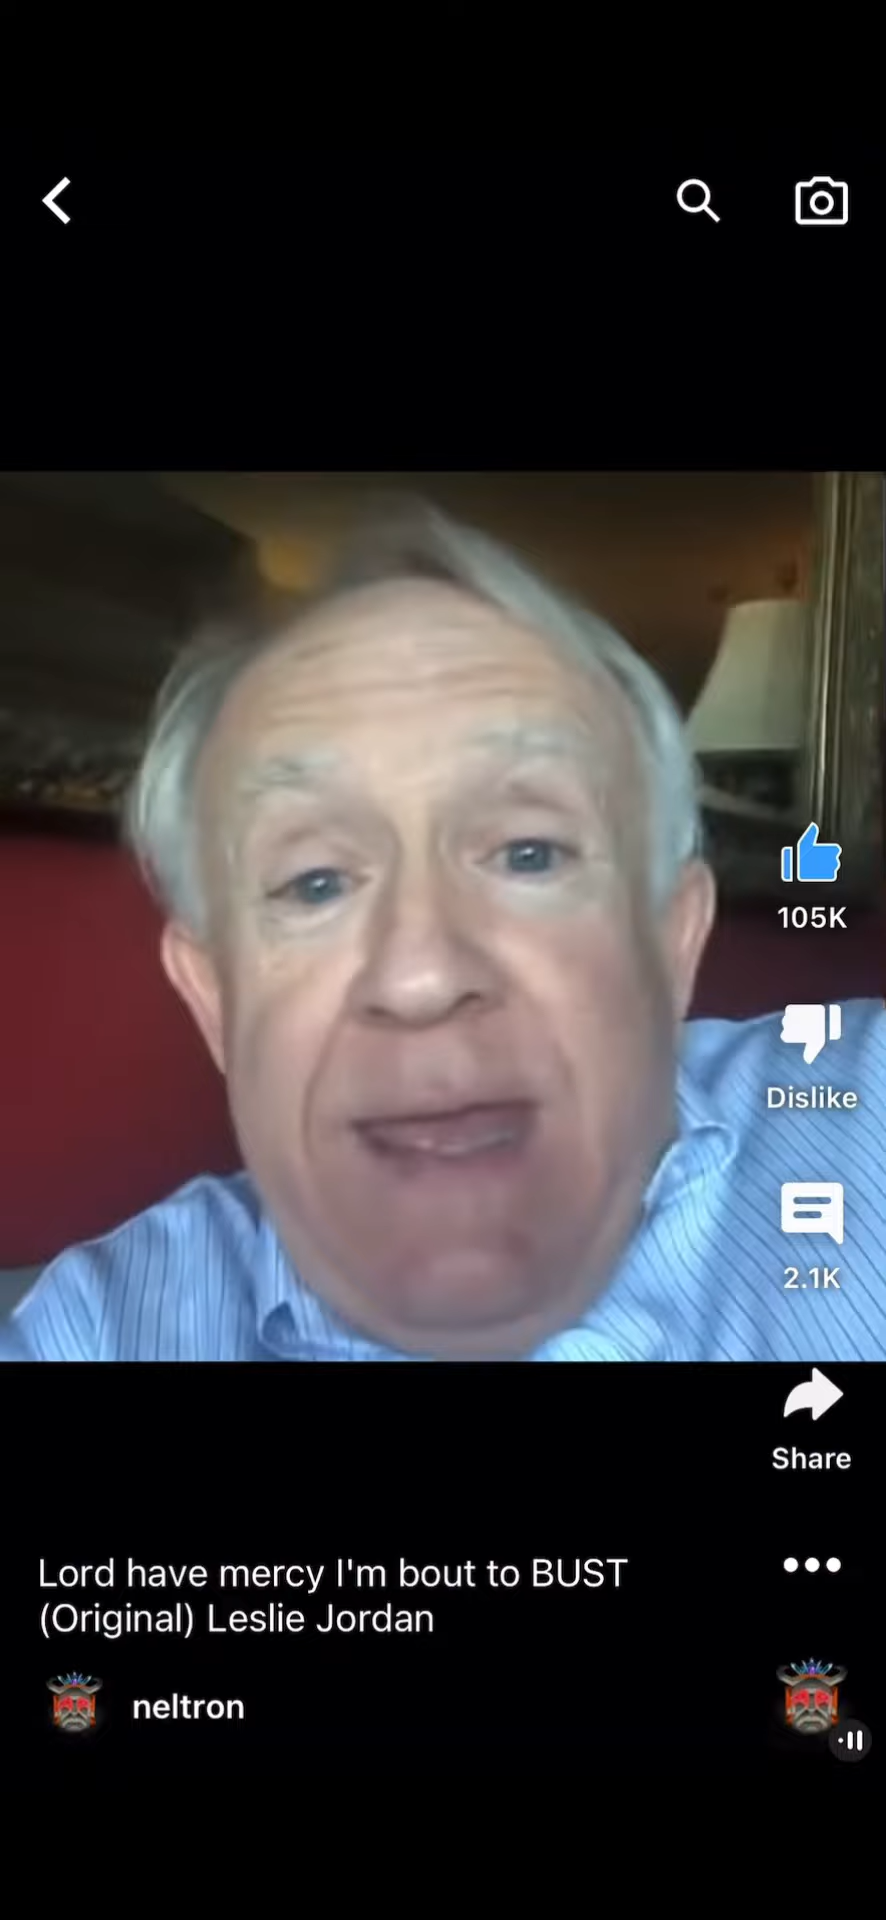 105K
Dislike
2.1K
Share
Lord have mercy I'm bout to BUST
(Original) Leslie Jordan
neltron